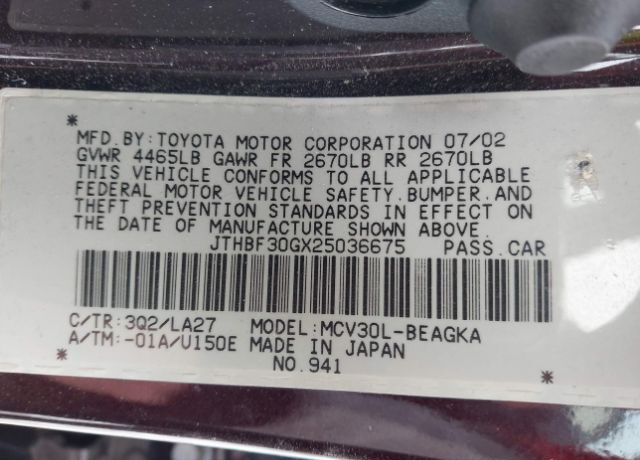 MFD.BY:TOYOTA MOTOR CORPORATION 07/02
GVWR 4465LB GAWR FR 2670LB RR 2670LB
THIS VEHICLE CONFORMS TO ALL APPLICABLE
FEDERAL MOTOR VEHICLE SAFETY.BUMPER.AND
THEFT PREVENTION STANDARDS IN EFFECT ON
THE DATE OF MANUFACTURE SHOWN ABOVE.
JTHBF30GX25036675 PASS.CAR
C/TR:3Q2/LA27 MODEL:MCV30L-BEAGKA
A/TM:-01A/U150E MADE IN JAPAN
NO.941